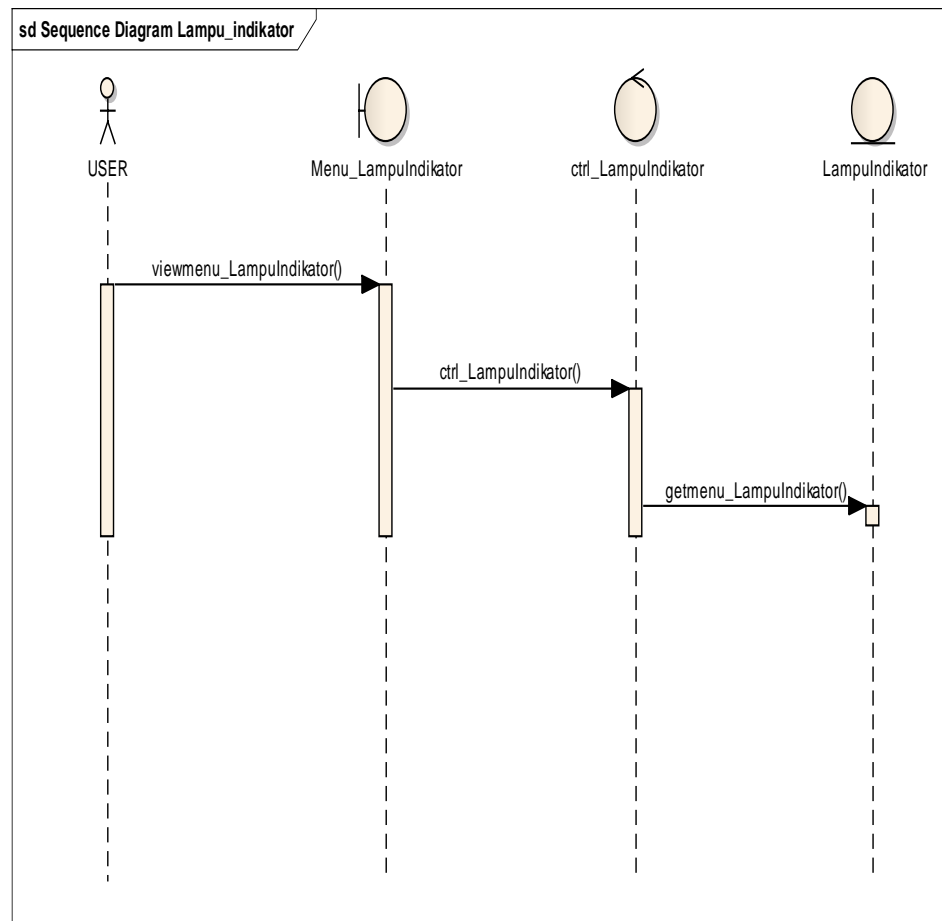 sd Sequence Diagram Lampu_indikator
USER
Menu_LampuIndikator
ctrl_LampuIndikator
LampuIndikator
viewmenu_LampuIndikator()
ctrl_LampuIndikator()
getmenu_LampuIndikator()